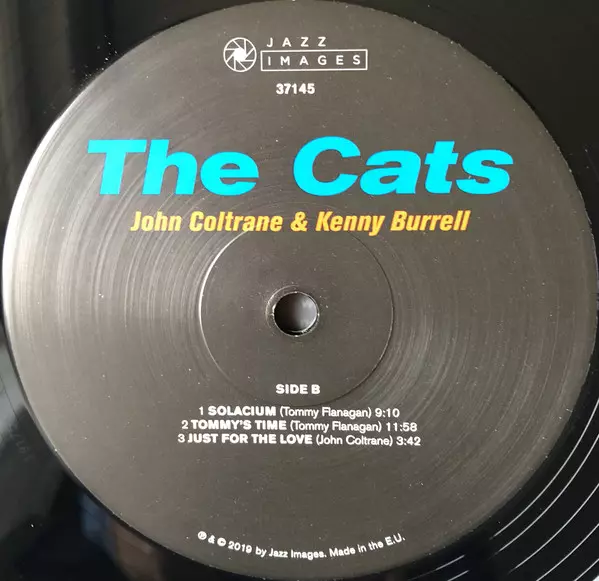 JAZZ
IMAGES
37145
The Cats
John Coltrane & Kenny Burrell
SIDE B
1 SOLACIUM (Tommy Flanagan) 9:10
2 TOMMY'S TIME (Tommy Flanagan) 11:58
3 JUST FOR THE LOVE (John Coltrane) 3:42
℗ & © 2019 by Jazz Images. Made in the E.U.